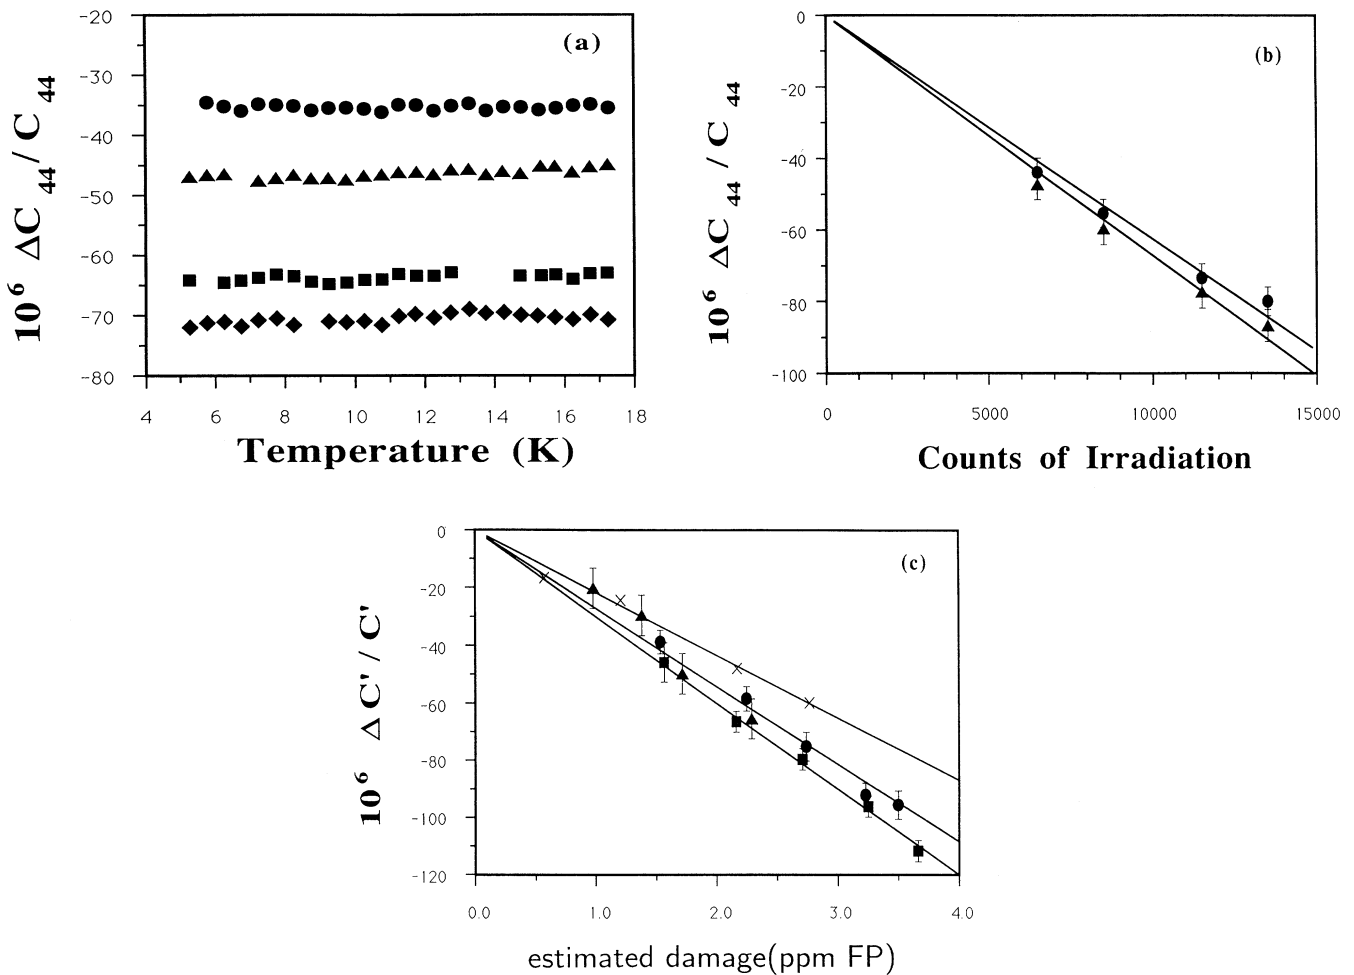 -20
-30
-40
-50
-60
-70
-80
4 6 8 10 12 14 16 18
Temperature (K)
10⁶ ΔC₄₄/C₄₄
(a)
0
-20
-40
-60
-80
-100
0 5000 10000 15000
Counts of Irradiation
10⁶ ΔC₄₄/C₄₄
(b)
0
-20
-40
-60
-80
-100
-120
0.0 1.0 2.0 3.0 4.0
estimated damage(ppm FP)
10⁶ ΔC'/C'
(c)